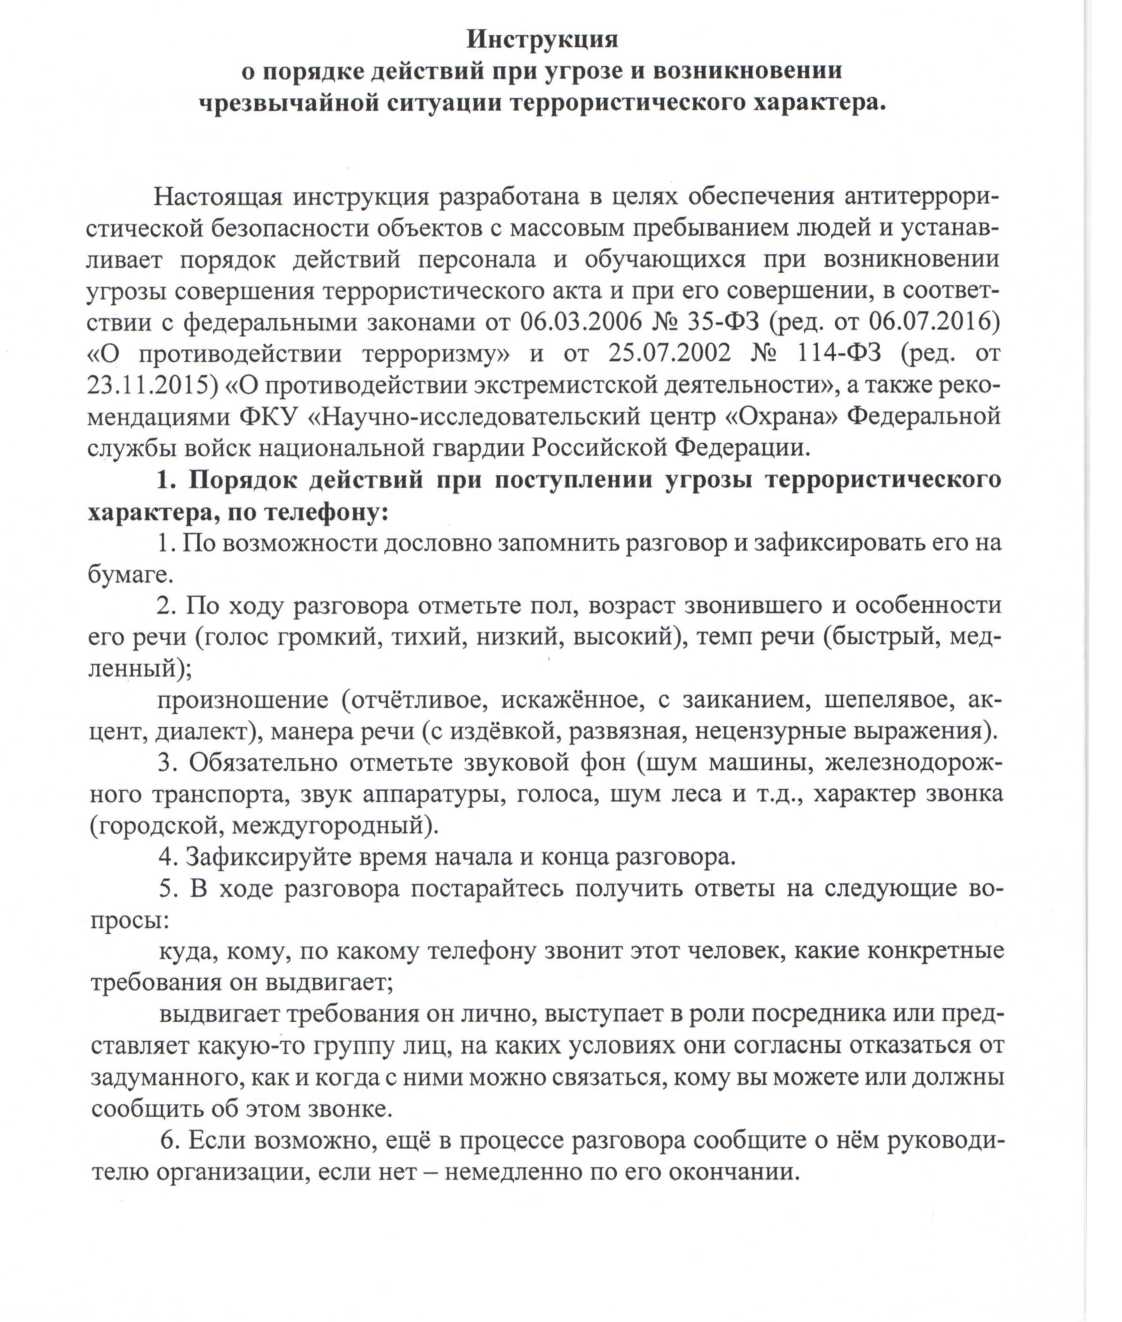 Инструкция
о порядке действий при угрозе и возникновении
чрезвычайной ситуации террористического характера.
Настоящая инструкция разработана в целях обеспечения антитеррори-
стической безопасности объектов с массовым пребыванием людей и устанав-
ливает порядок действий персонала и обучающихся при возникновении
угрозы совершения террористического акта и при его совершении, в соответ-
ствии с федеральными законами от 06.03.2006 № 35-ФЗ (ред. от 06.07.2016)
«О противодействии терроризму» и от 25.07.2002 № 114-ФЗ (ред. от
23.11.2015) «О противодействии экстремистской деятельности», а также реко-
мендациями ФКУ «Научно-исследовательский центр «Охрана» Федеральной
службы войск национальной гвардии Российской Федерации.
1. Порядок действий при поступлении угрозы террористического
характера, по телефону:
1. По возможности дословно запомнить разговор и зафиксировать его на
бумаге.
2. По ходу разговора отметьте пол, возраст звонившего и особенности
его речи (голос громкий, тихий, низкий, высокий), темп речи (быстрый, мед-
ленный);
произношение (отчётливое, искажённое, с заиканием, шепелявое, ак-
цент, диалект), манера речи (с издёвкой, развязная, нецензурные выражения).
3. Обязательно отметьте звуковой фон (шум машины, железнодорож-
ного транспорта, звук аппаратуры, голоса, шум леса и т.д., характер звонка
(городской, междугородный).
4. Зафиксируйте время начала и конца разговора.
5. В ходе разговора постарайтесь получить ответы на следующие во-
просы:
куда, кому, по какому телефону звонит этот человек, какие конкретные
требования он выдвигает;
выдвигает требования он лично, выступает в роли посредника или пред-
ставляет какую-то группу лиц, на каких условиях они согласны отказаться от
задуманного, как и когда с ними можно связаться, кому вы можете или должны
сообщить об этом звонке.
6. Если возможно, ещё в процессе разговора сообщите о нём руководи-
телю организации, если нет – немедленно по его окончании.